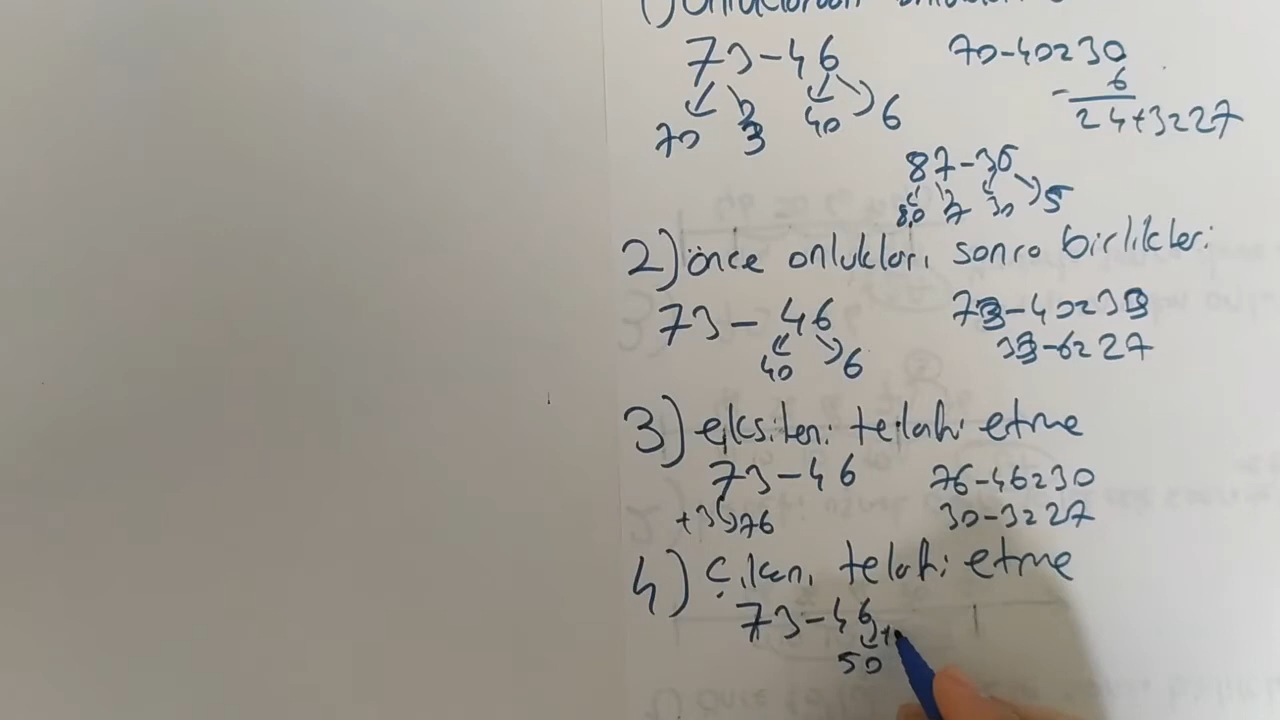 1)
73-46 70-40=30
6
70 3 40 6 24+3=27
87-35
80 7 30 5
2) önce onlukları sonra birlikleri
73-46 73-40=33
40 6 33-6=27
3) eksileni telafi etme
73-46 76-46=30
+3 76 30-3=27
4) Çıkanı telafi etme
73-46
50